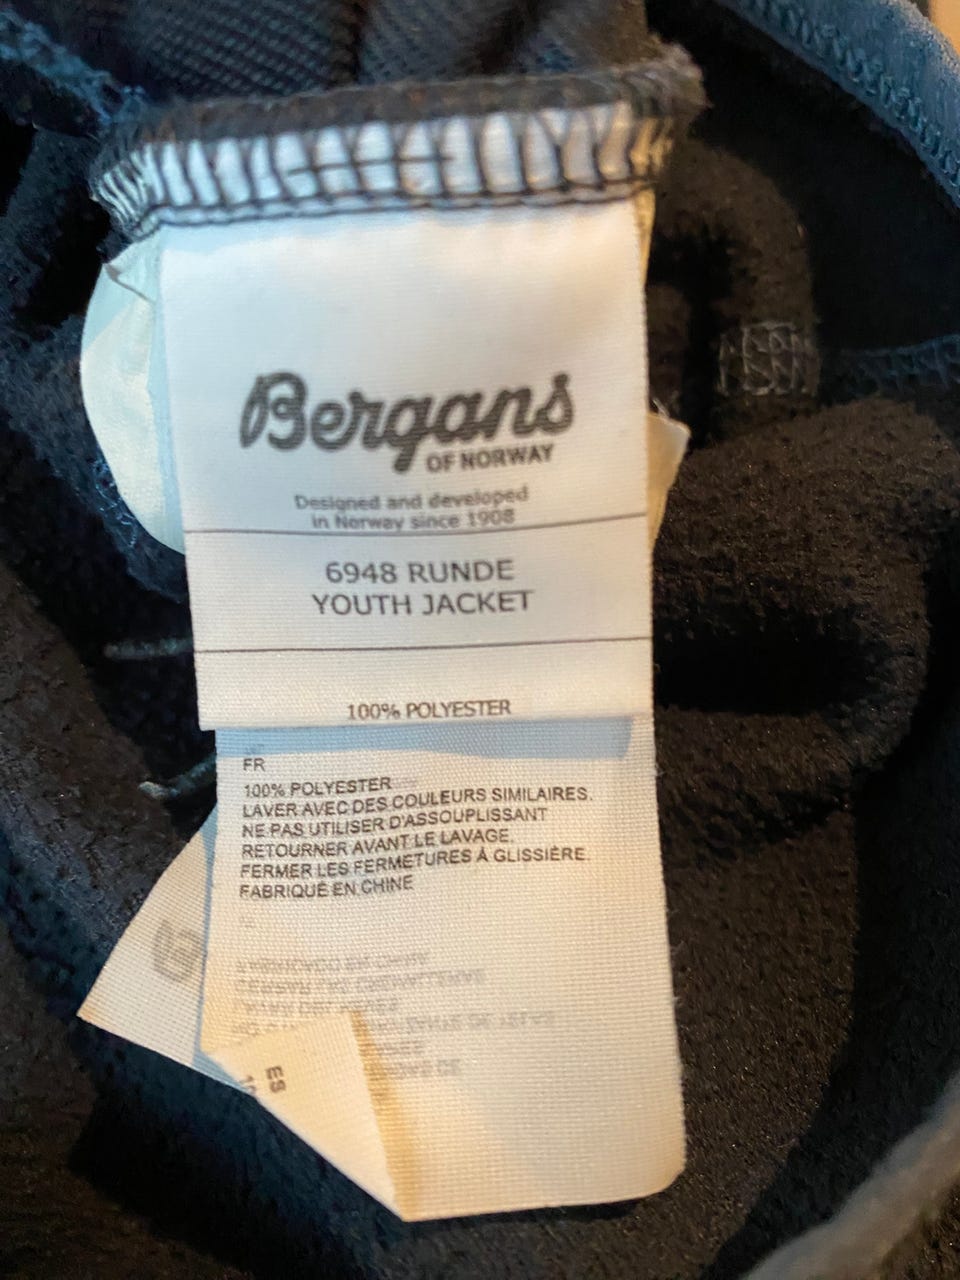 Bergans
OF NORWAY
Designed and developed
in Norway since 1908
6948 RUNDE
YOUTH JACKET
100% POLYESTER
FR
100% POLYESTER
LAVER AVEC DES COULEURS SIMILAIRES.
NE PAS UTILISER D'ASSOUPLISSANT
RETOURNER AVANT LE LAVAGE.
FERMER LES FERMETURES À GLISSIÈRE.
FABRIQUÉ EN CHINE
ES